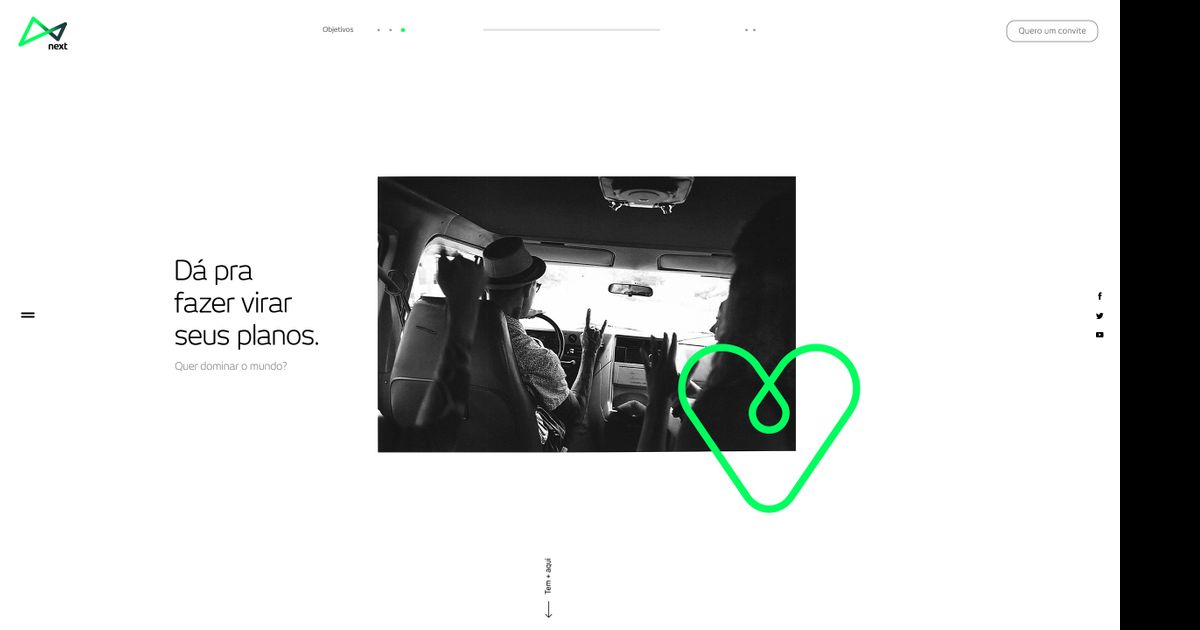 next
Objetivos
Quero um convite
Dá pra
fazer virar
seus planos.
Quer dominar o mundo?
Tem + aqui